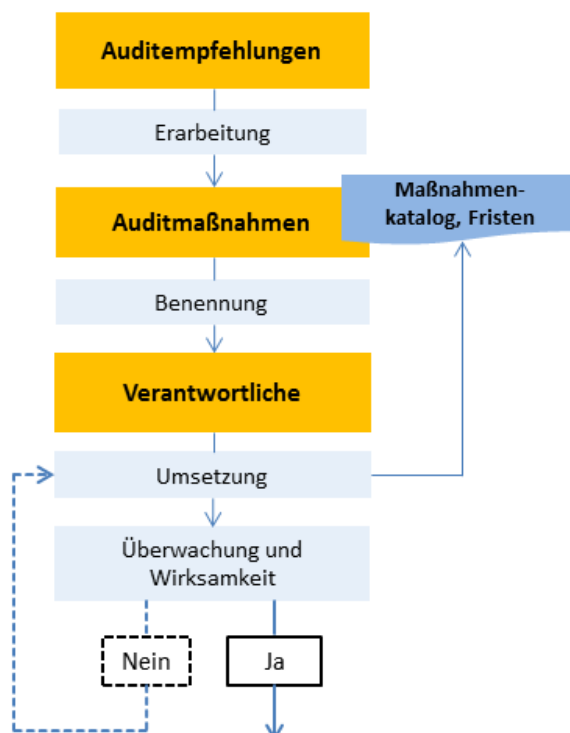 Auditempfehlungen
Erarbeitung
Auditmaßnahmen
Maßnahmen-
katalog, Fristen
Benennung
Verantwortliche
Umsetzung
Überwachung und
Wirksamkeit
Nein
Ja